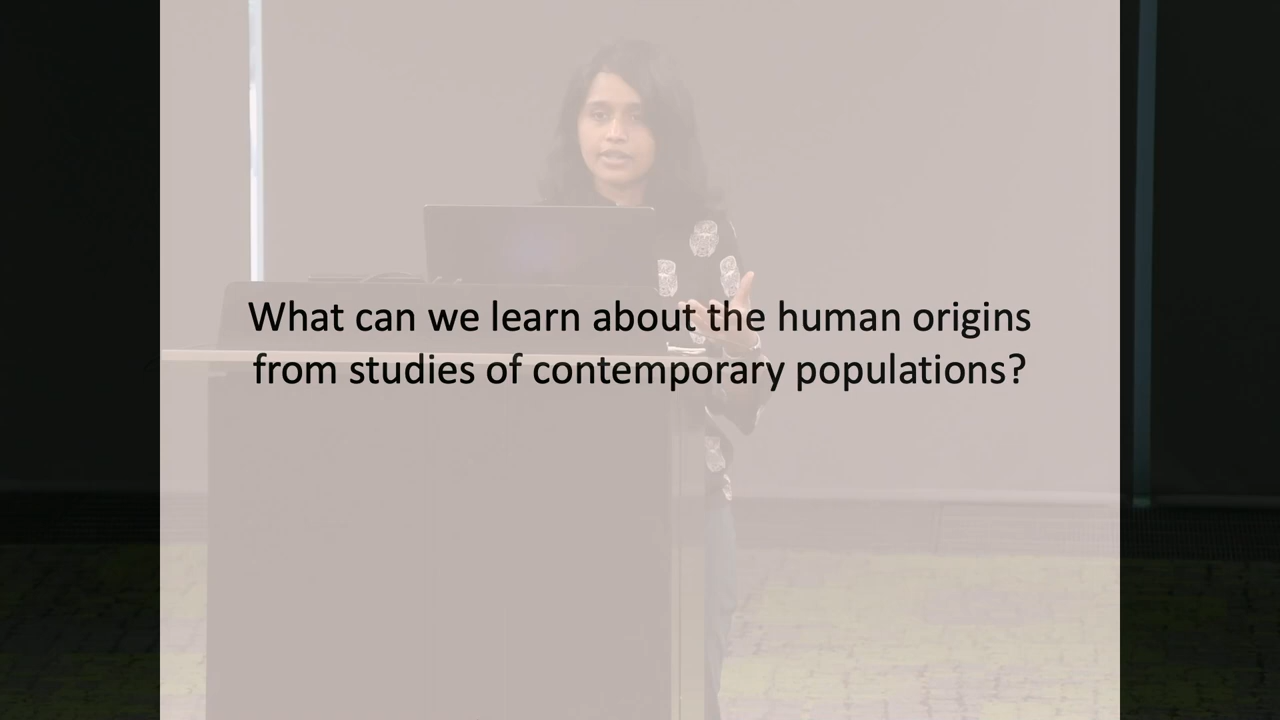 What can we learn about the human origins
from studies of contemporary populations?